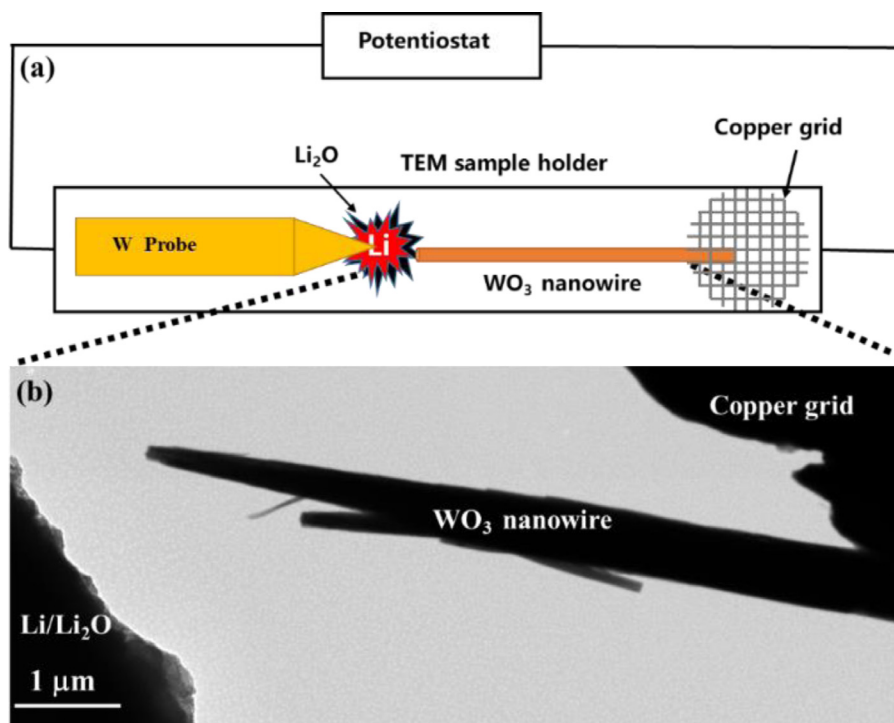 Potentiostat
(a)
Copper grid
Li₂O
TEM sample holder
W Probe
Li
WO₃ nanowire
(b)
Copper grid
WO₃ nanowire
Li/Li₂O
1 μm